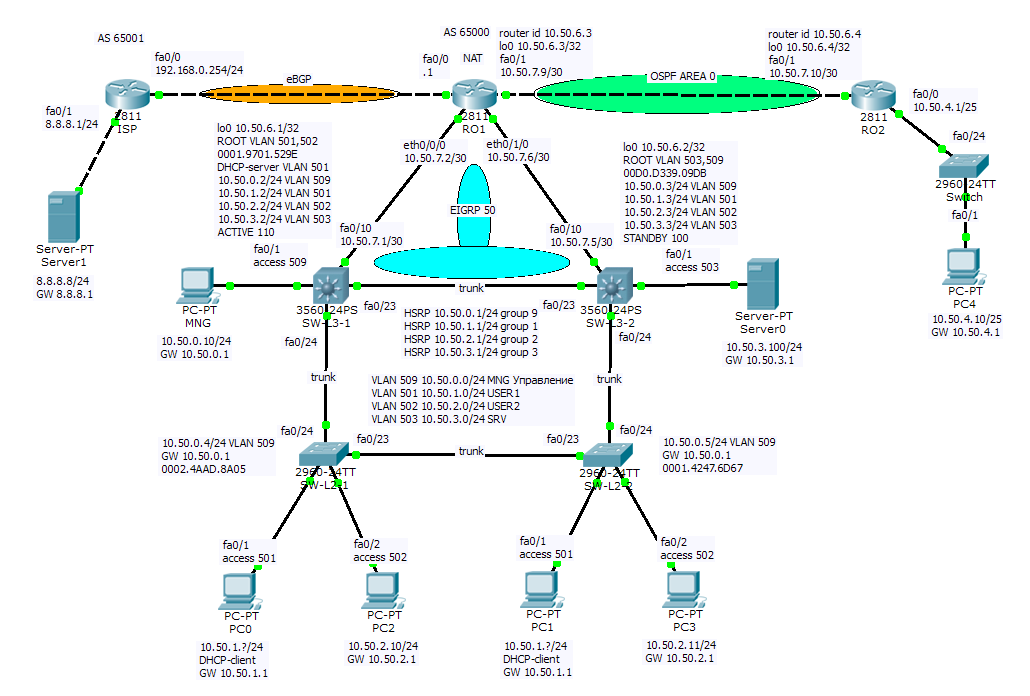 AS 65001
fa0/0
192.168.0.254/24
fa0/1
8.8.8.1/24
2811
ISP
eBGP
AS 65000
NAT
fa0/0
.1
2811
RO1
router id 10.50.6.3
lo0 10.50.6.3/32
fa0/1
10.50.7.9/30
OSPF AREA 0
router id 10.50.6.4
lo0 10.50.6.4/32
fa0/1
10.50.7.10/30
2811
RO2
fa0/0
10.50.4.1/25
fa0/24
2960-24TT
Switch
fa0/1
PC-PT
PC4
10.50.4.10/25
GW 10.50.4.1
Server-PT
Server1
8.8.8.8/24
GW 8.8.8.1
lo0 10.50.6.1/32
ROOT VLAN 501,502
0001.9701.529E
DHCP-server VLAN 501
10.50.0.2/24 VLAN 509
10.50.1.2/24 VLAN 501
10.50.2.2/24 VLAN 502
10.50.3.2/24 VLAN 503
ACTIVE 110
eth0/0/0
10.50.7.2/30
eth0/1/0
10.50.7.6/30
EIGRP 50
lo0 10.50.6.2/32
ROOT VLAN 503,509
00D0.D339.09DB
10.50.0.3/24 VLAN 509
10.50.1.3/24 VLAN 501
10.50.2.3/24 VLAN 502
10.50.3.3/24 VLAN 503
STANDBY 100
fa0/10
10.50.7.1/30
fa0/10
10.50.7.5/30
fa0/1
access 509
fa0/1
access 503
PC-PT
MNG
10.50.0.10/24
GW 10.50.0.1
3560-24PS
SW-L3-1
fa0/23
trunk
fa0/23
3560-24PS
SW-L3-2
Server-PT
Server0
10.50.3.100/24
GW 10.50.3.1
fa0/24
HSRP 10.50.0.1/24 group 9
HSRP 10.50.1.1/24 group 1
HSRP 10.50.2.1/24 group 2
HSRP 10.50.3.1/24 group 3
fa0/24
trunk
VLAN 509 10.50.0.0/24 MNG Управление
VLAN 501 10.50.1.0/24 USER1
VLAN 502 10.50.2.0/24 USER2
VLAN 503 10.50.3.0/24 SRV
trunk
10.50.0.4/24 VLAN 509
GW 10.50.0.1
0002.4AAD.8A05
fa0/24
fa0/23
trunk
fa0/23
fa0/24
10.50.0.5/24 VLAN 509
GW 10.50.0.1
0001.4247.6D67
2960-24TT
SW-L2-1
2960-24TT
SW-L2-2
fa0/1
access 501
fa0/2
access 502
fa0/1
access 501
fa0/2
access 502
PC-PT
PC0
PC-PT
PC2
PC-PT
PC1
PC-PT
PC3
10.50.1.?/24
DHCP-client
GW 10.50.1.1
10.50.2.10/24
GW 10.50.2.1
10.50.1.?/24
DHCP-client
GW 10.50.1.1
10.50.2.11/24
GW 10.50.2.1